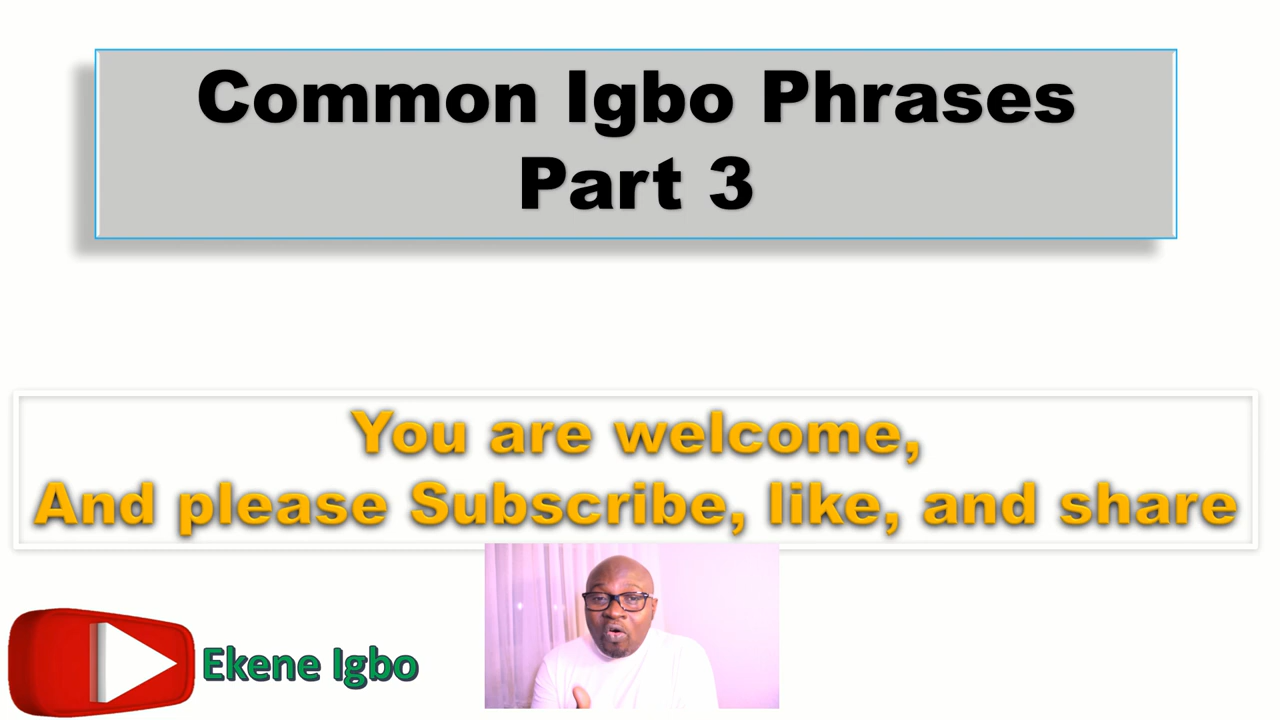 Common Igbo Phrases
Part 3
You are welcome,
And please Subscribe, like, and share
Ekene Igbo